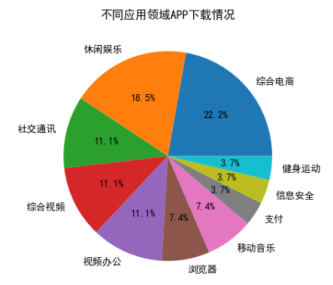 不同应用领域APP下载情况
休闲娱乐
综合电商
18.5%
22.2%
社交通讯
11.1%
3.7%
健身运动
3.7%
信息安全
11.1%
3.7%
综合视频
11.1%
7.4%
7.4%
支付
移动音乐
视频办公
浏览器